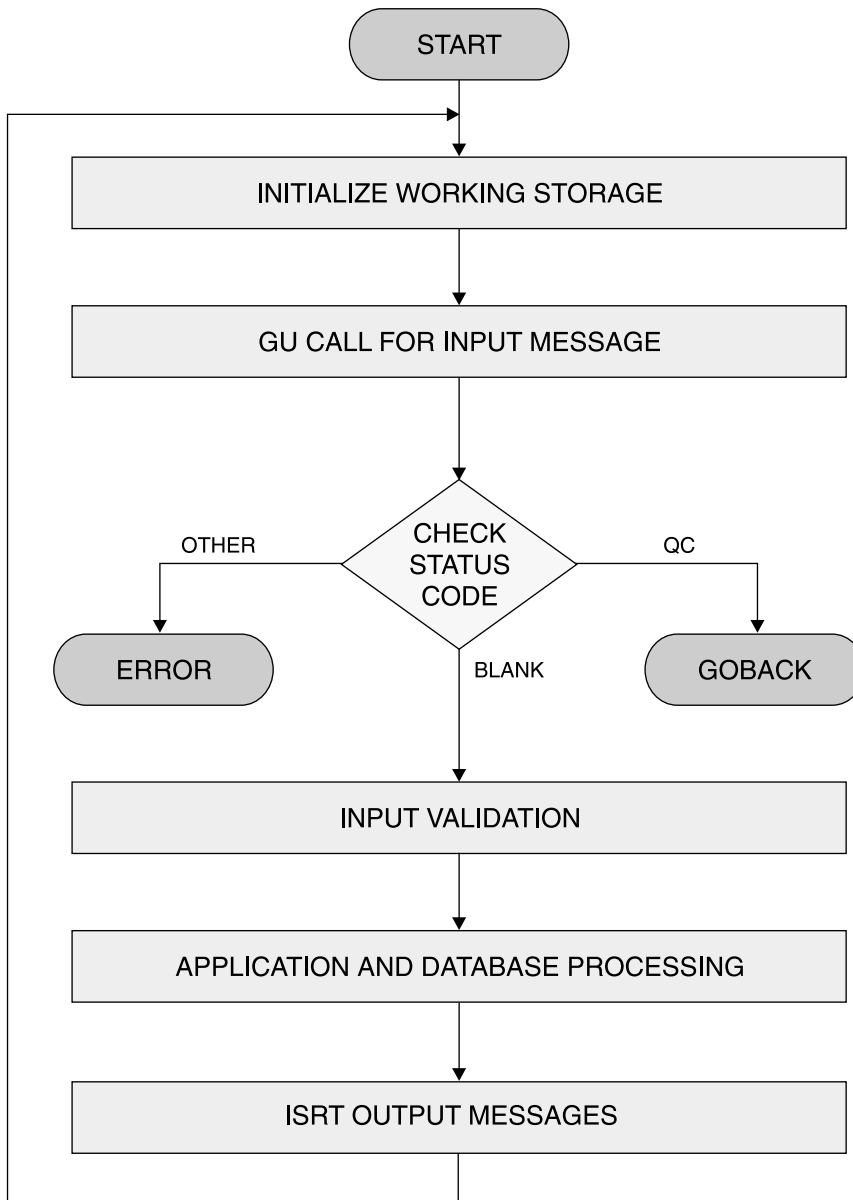 START
INITIALIZE WORKING STORAGE
GU CALL FOR INPUT MESSAGE
CHECK
STATUS
CODE
OTHER
QC
ERROR
BLANK
GOBACK
INPUT VALIDATION
APPLICATION AND DATABASE PROCESSING
ISRT OUTPUT MESSAGES